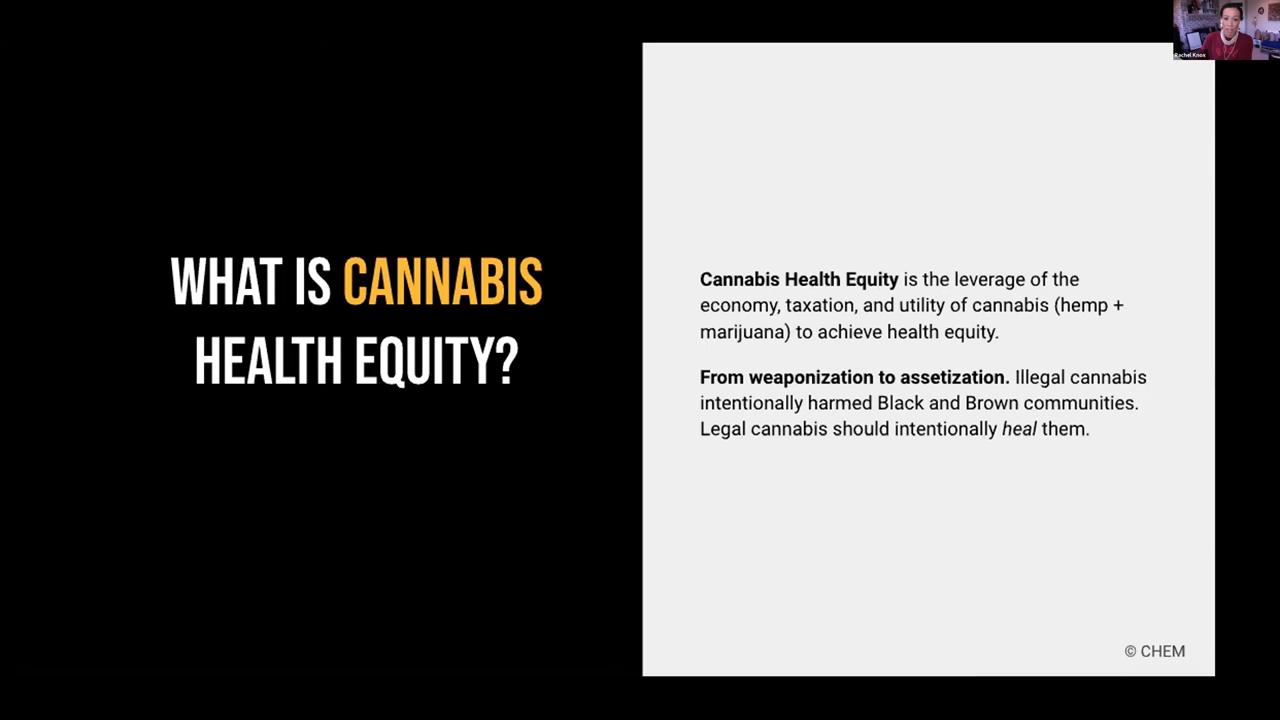 WHAT IS CANNABIS
HEALTH EQUITY?
Cannabis Health Equity is the leverage of the
economy, taxation, and utility of cannabis (hemp +
marijuana) to achieve health equity.
From weaponization to assetization. Illegal cannabis
intentionally harmed Black and Brown communities.
Legal cannabis should intentionally heal them.
© CHEM
Rachel Knox